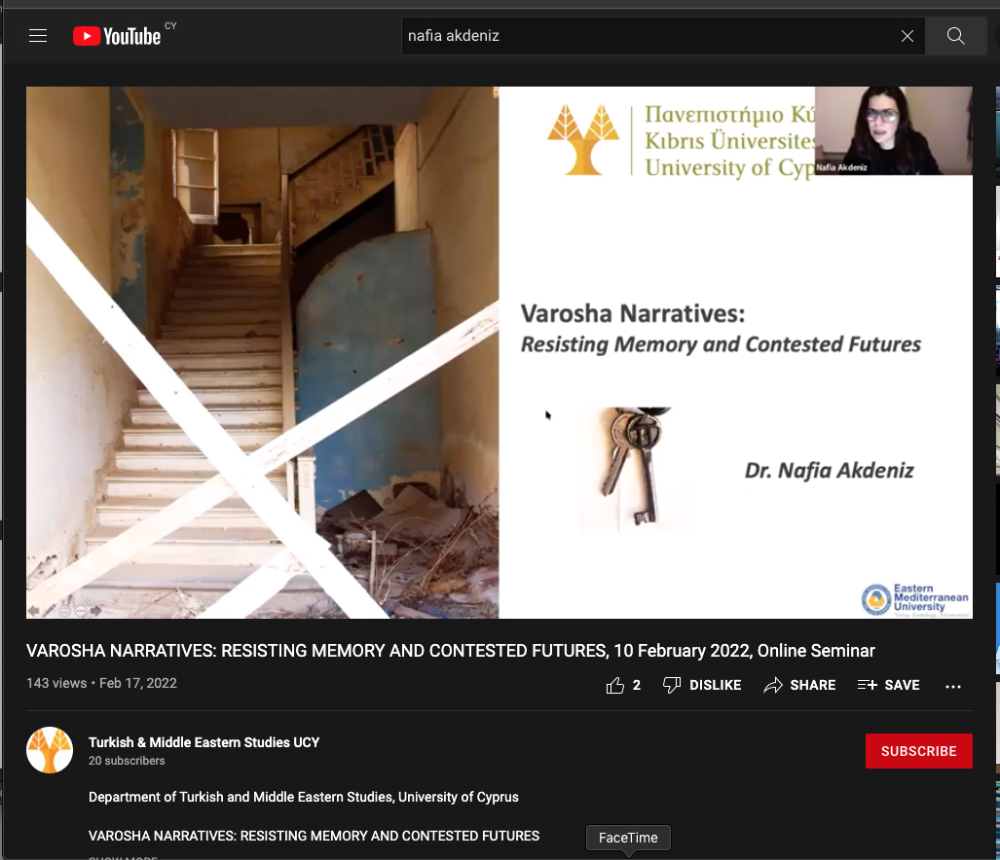 YouTube CY
nafia akdeniz
Πανεπιστήμιο Κύ
Kıbrıs Üniversites
University of Cyp
Nafia Akdeniz
Varosha Narratives:
Resisting Memory and Contested Futures
Dr. Nafia Akdeniz
Eastern
Mediterranean
University
VAROSHA NARRATIVES: RESISTING MEMORY AND CONTESTED FUTURES, 10 February 2022, Online Seminar
143 views • Feb 17, 2022
2 DISLIKE SHARE SAVE
Turkish & Middle Eastern Studies UCY
20 subscribers
SUBSCRIBE
Department of Turkish and Middle Eastern Studies, University of Cyprus
VAROSHA NARRATIVES: RESISTING MEMORY AND CONTESTED FUTURES
FaceTime
SHOW MORE